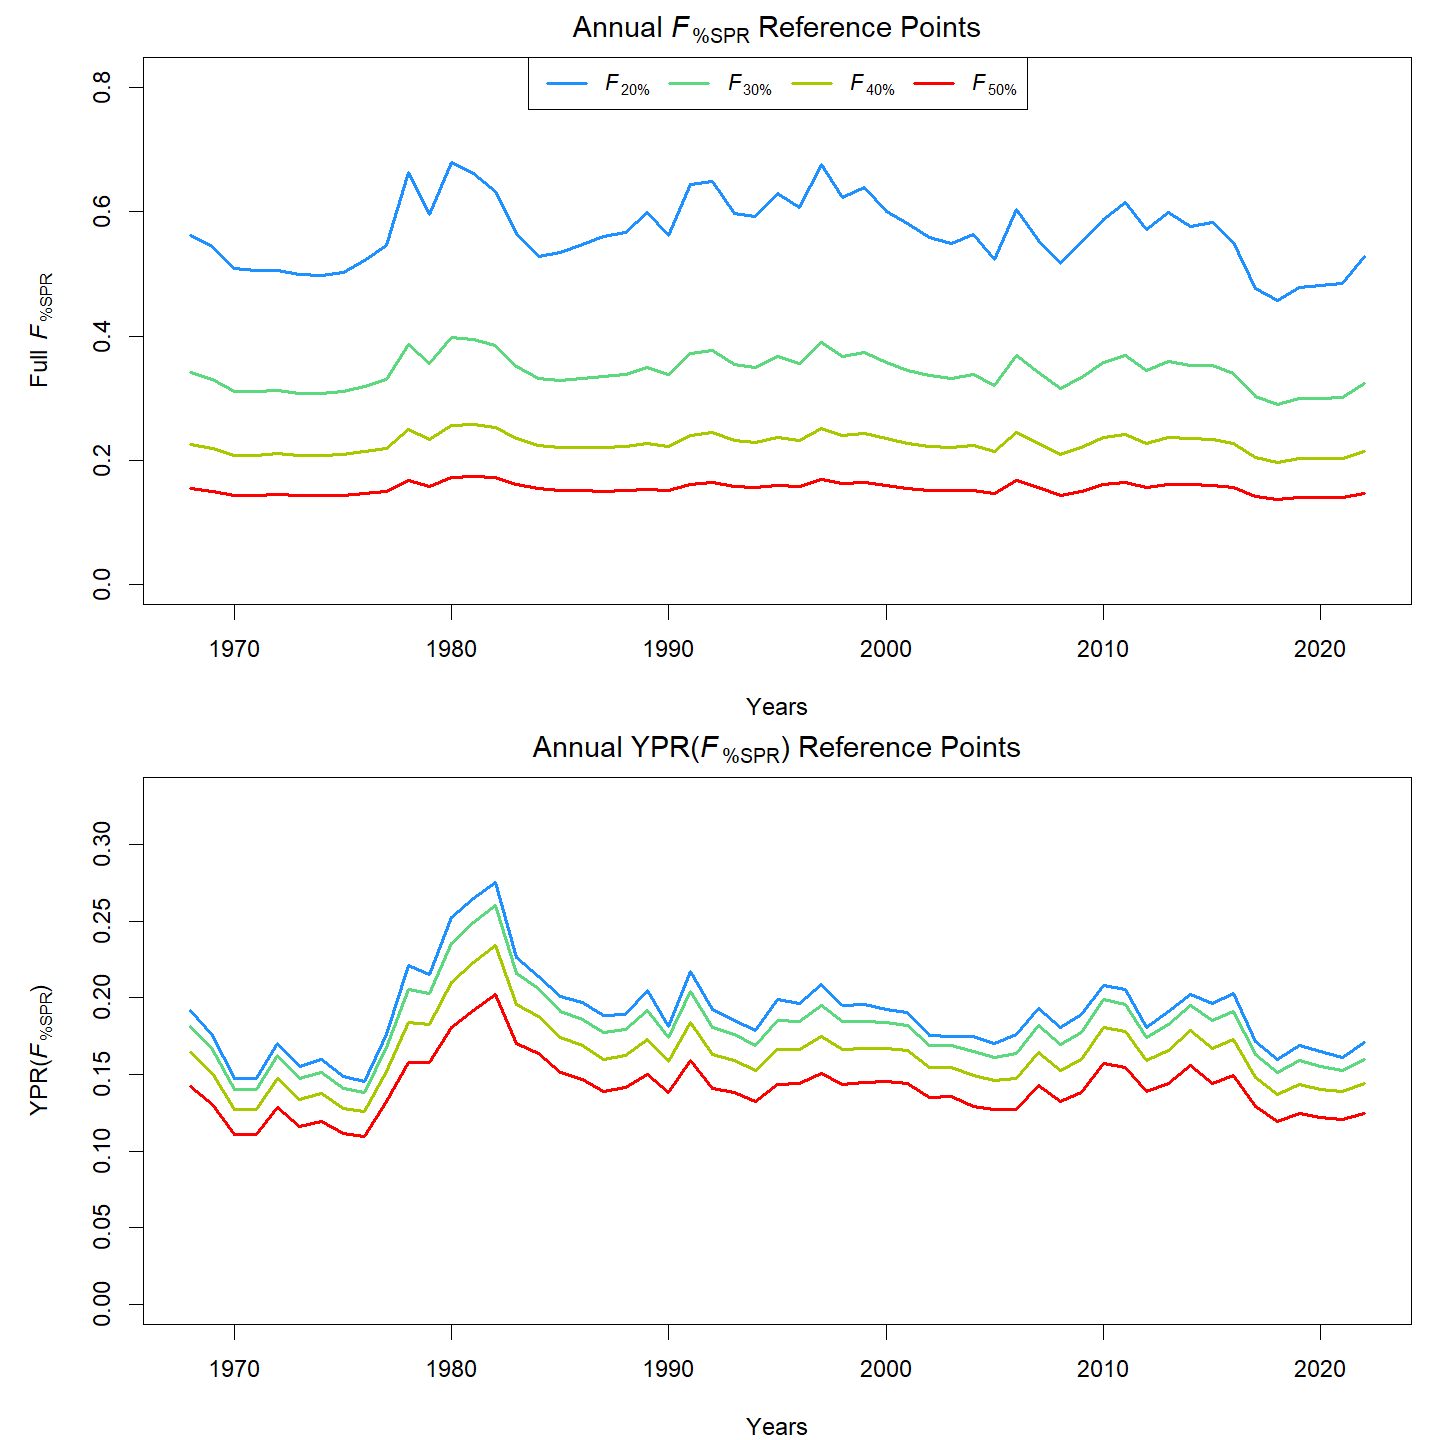 Annual F%SPR Reference Points
F20% F30% F40% F50%
Full F%SPR
0.8
0.6
0.4
0.2
0.0
1970 1980 1990 2000 2010 2020
Years
Annual YPR(F%SPR) Reference Points
YPR(F%SPR)
0.30
0.25
0.20
0.15
0.10
0.05
0.00
1970 1980 1990 2000 2010 2020
Years